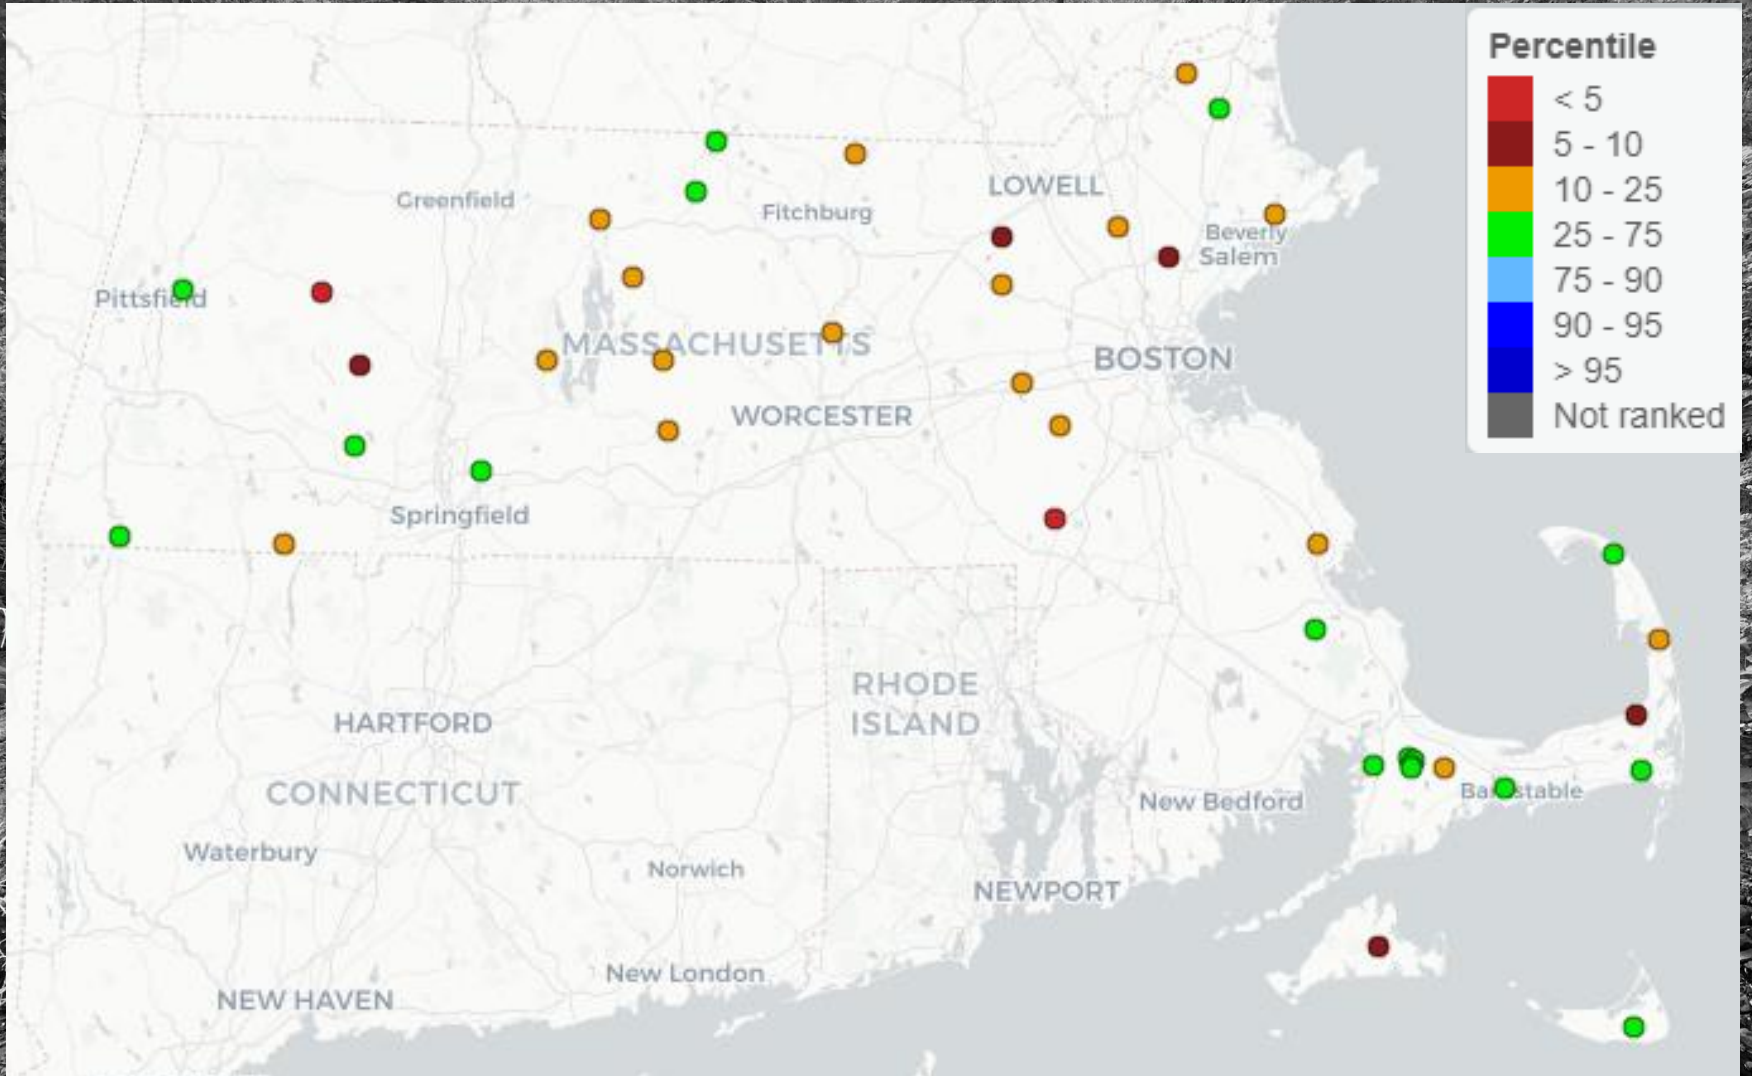 Percentile
< 5
5 - 10
10 - 25
25 - 75
75 - 90
90 - 95
> 95
Not ranked
LOWELL
Greenfield
Fitchburg
Beverly
Salem
Pittsfield
MASSACHUSETTS
BOSTON
WORCESTER
Springfield
RHODE
ISLAND
HARTFORD
CONNECTICUT
New Bedford
Barnstable
Waterbury
Norwich
NEWPORT
New London
NEW HAVEN